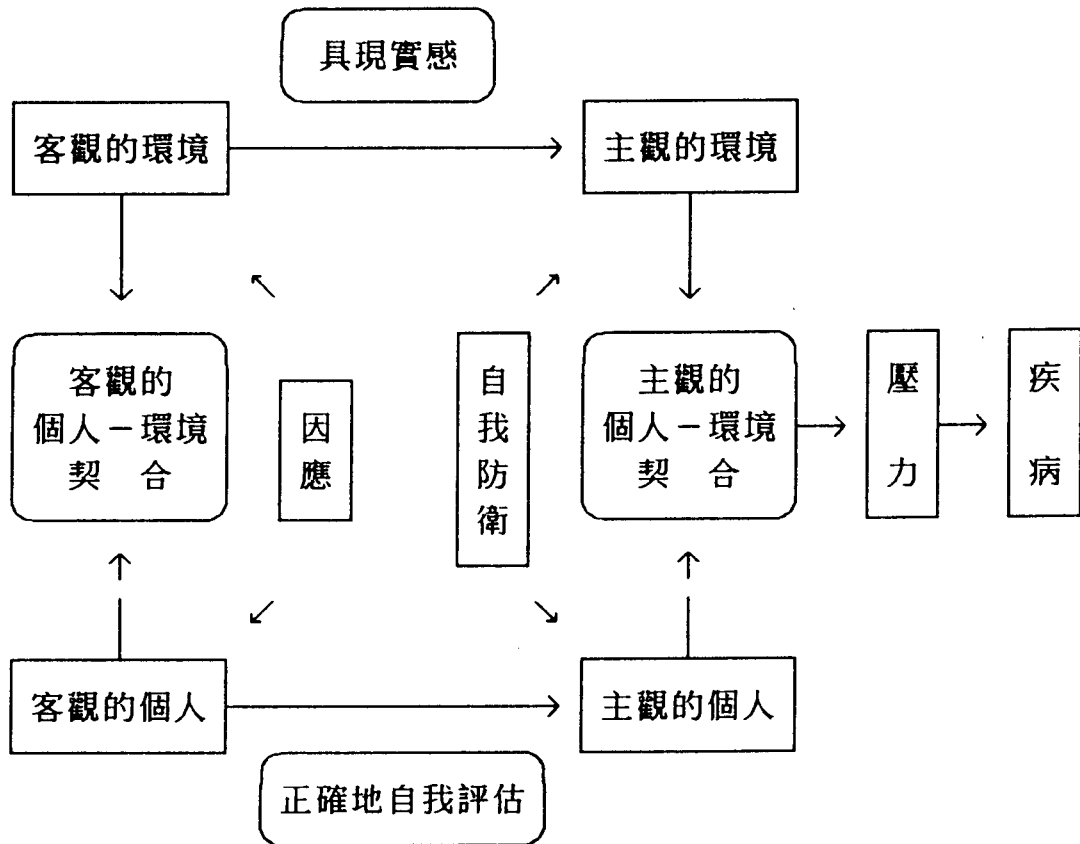 具現實感
客觀的環境
主觀的環境
客觀的
個人－環境
契　合
因應
自我防衛
主觀的
個人－環境
契　合
壓力
疾病
客觀的個人
主觀的個人
正確地自我評估